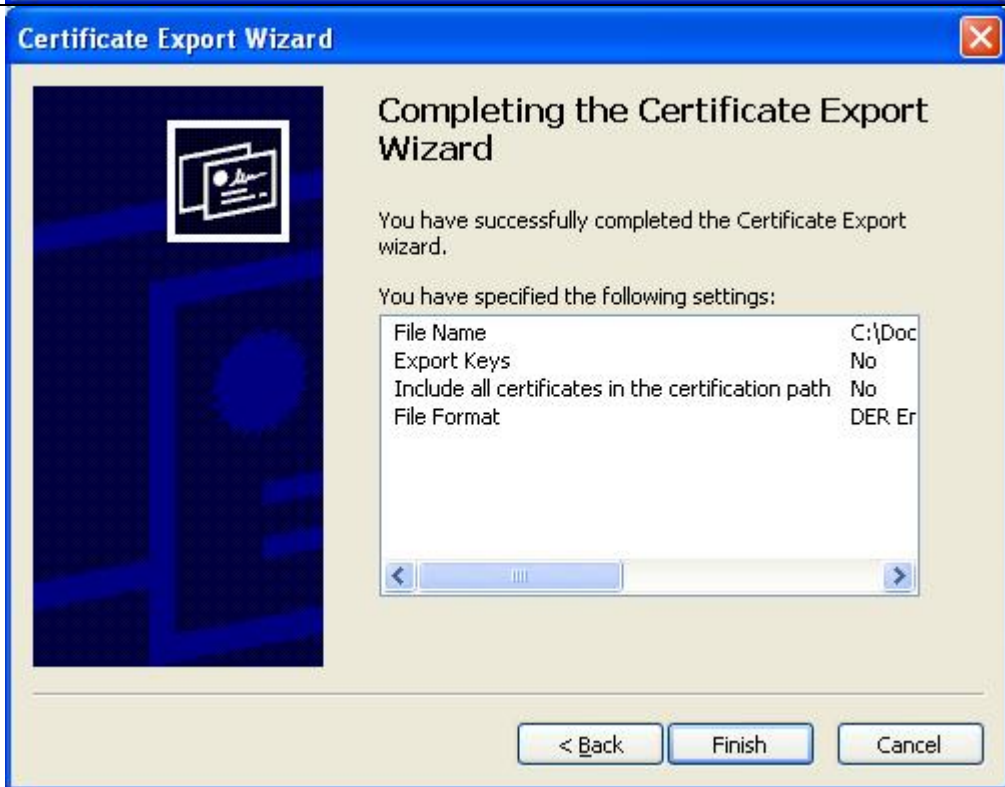 Certificate Export Wizard
Completing the Certificate Export
Wizard
You have successfully completed the Certificate Export
wizard.
You have specified the following settings:
File Name C:\Doc
Export Keys No
Include all certificates in the certification path No
File Format DER Er
< Back Finish Cancel